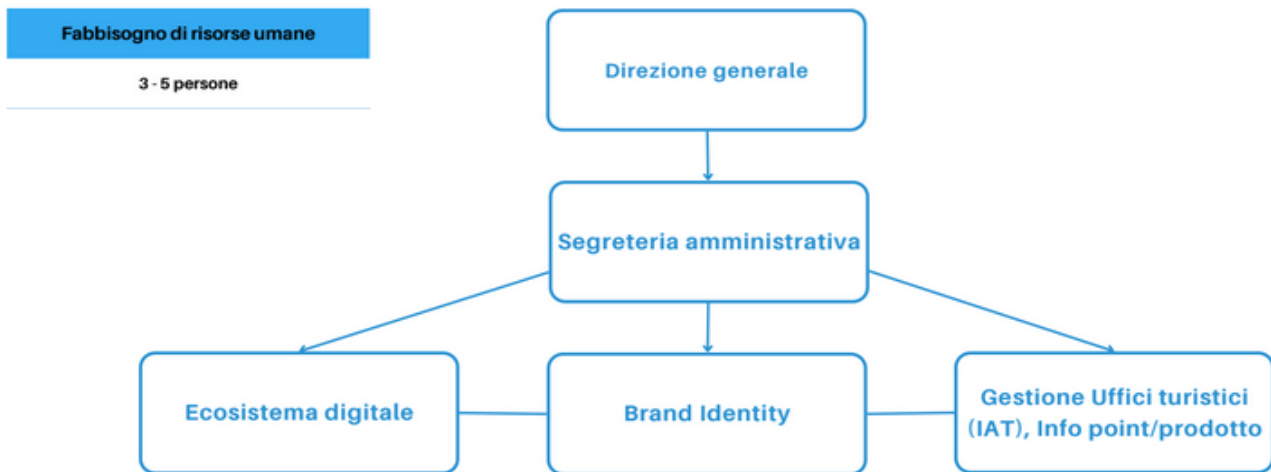 Fabbisogno di risorse umane
3 - 5 persone
Direzione generale
Segreteria amministrativa
Ecosistema digitale
Brand Identity
Gestione Uffici turistici
(IAT), Info point/prodotto